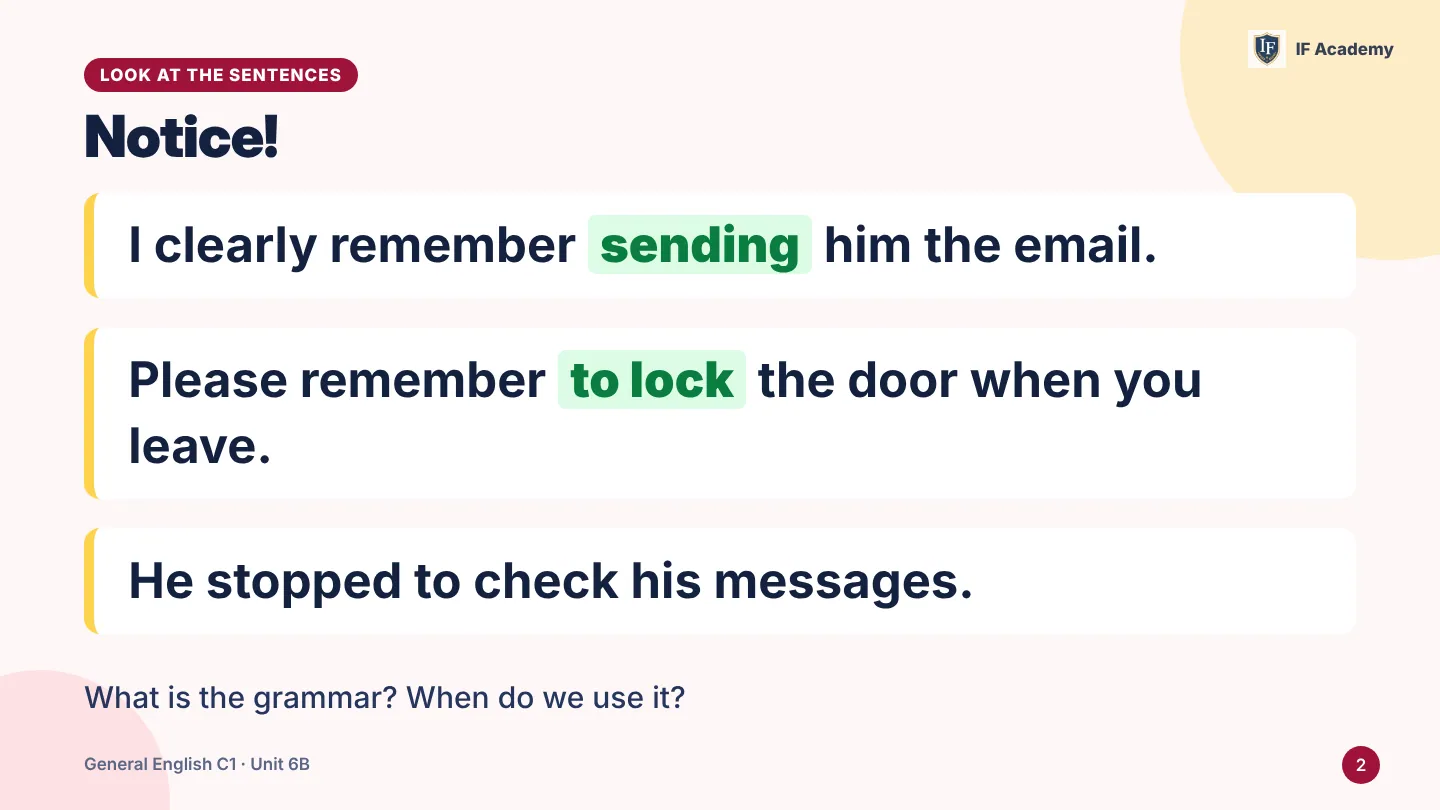 IF Academy
LOOK AT THE SENTENCES
Notice!
I clearly remember sending him the email.
Please remember to lock the door when you
leave.
He stopped to check his messages.
What is the grammar? When do we use it?
General English C1 · Unit 6B
2